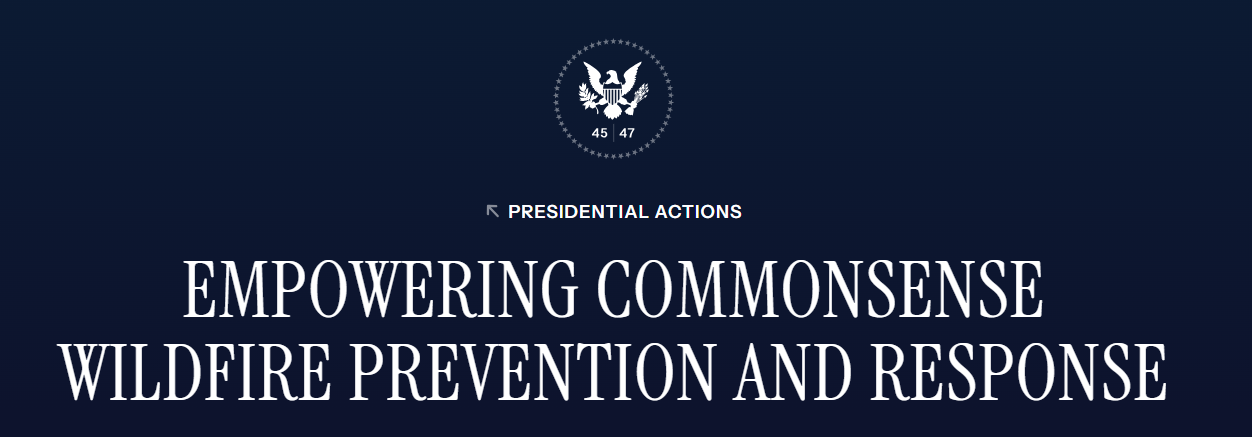 45 | 47
PRESIDENTIAL ACTIONS
EMPOWERING COMMONSENSE
WILDFIRE PREVENTION AND RESPONSE